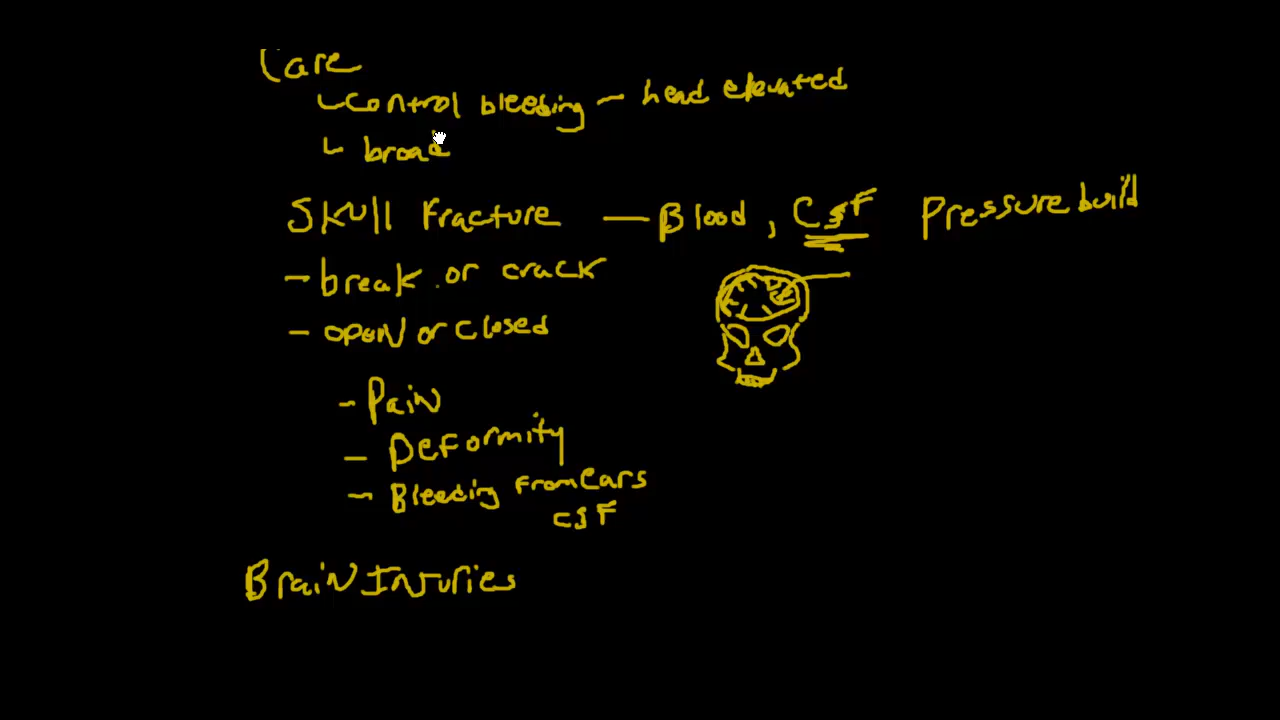 Care
control bleeding - head elevated
broad
Skull Fracture — Blood, CSF Pressure build
- break or crack
- open or closed
- Pain
- Deformity
- Bleeding from ears
CSF
Brain Injuries